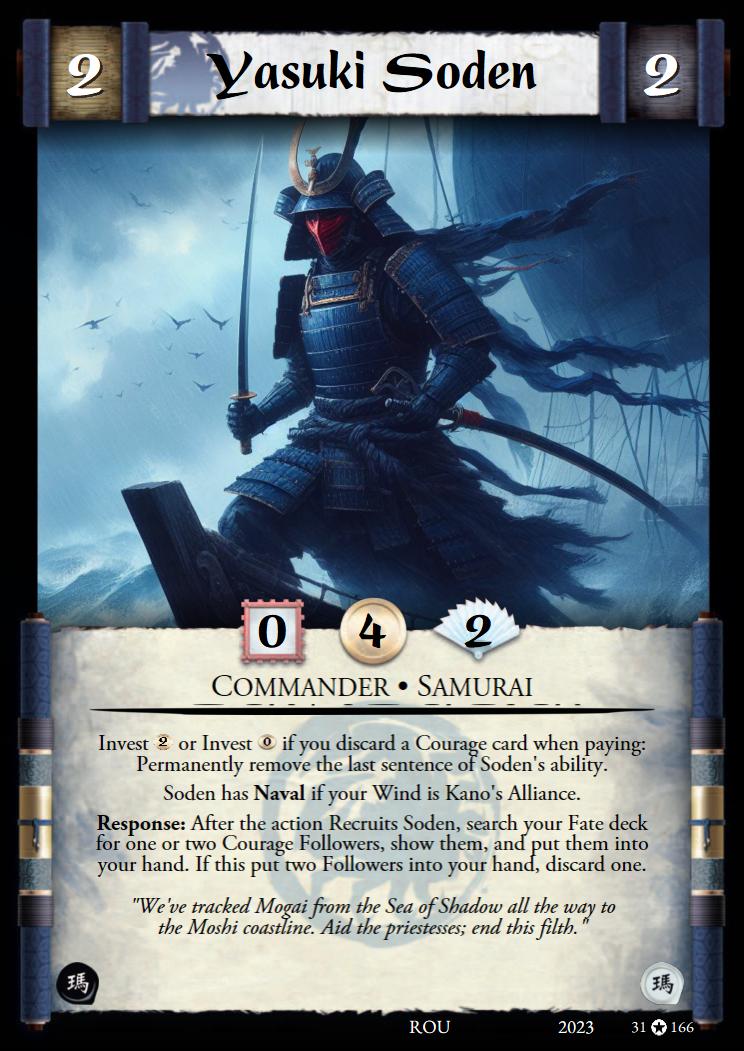 2 Yasuki Soden 2
0 4 2
COMMANDER • SAMURAI
Invest 2 or Invest 0 if you discard a Courage card when paying:
Permanently remove the last sentence of Soden's ability.
Soden has Naval if your Wind is Kano's Alliance.
Response: After the action Recruits Soden, search your Fate deck
for one or two Courage Followers, show them, and put them into
your hand. If this put two Followers into your hand, discard one.
"We've tracked Mogai from the Sea of Shadow all the way to
the Moshi coastline. Aid the priestesses; end this filth."
瑪 瑪
ROU 2023 31 ✪ 166